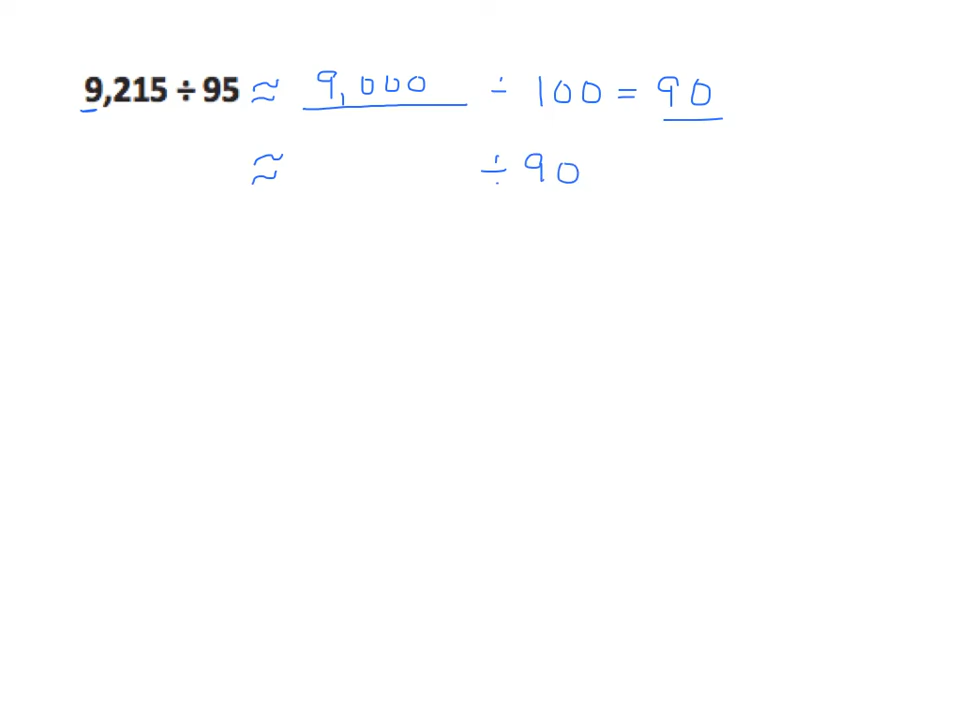 9,215 ÷ 95 ≈ 9,000 ÷ 100 = 90
≈ ÷ 90